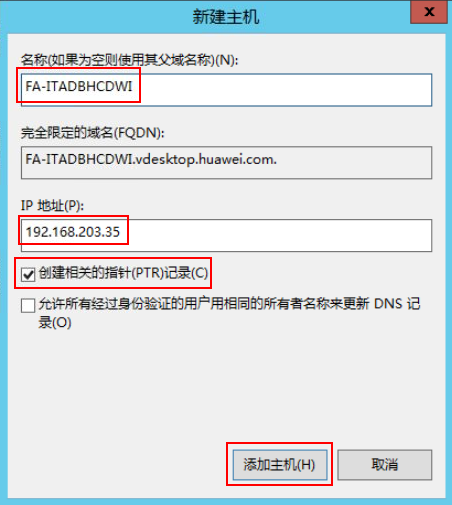 新建主机
x
名称(如果为空则使用其父域名称)(N):
FA-ITADBHCDWI
完全限定的域名(FQDN):
FA-ITADBHCDWI.vdesktop.huawei.com.
IP 地址(P):
192.168.203.35
创建相关的指针(PTR)记录(C)
允许所有经过身份验证的用户用相同的所有者名称来更新 DNS 记
录(O)
添加主机(H)
取消